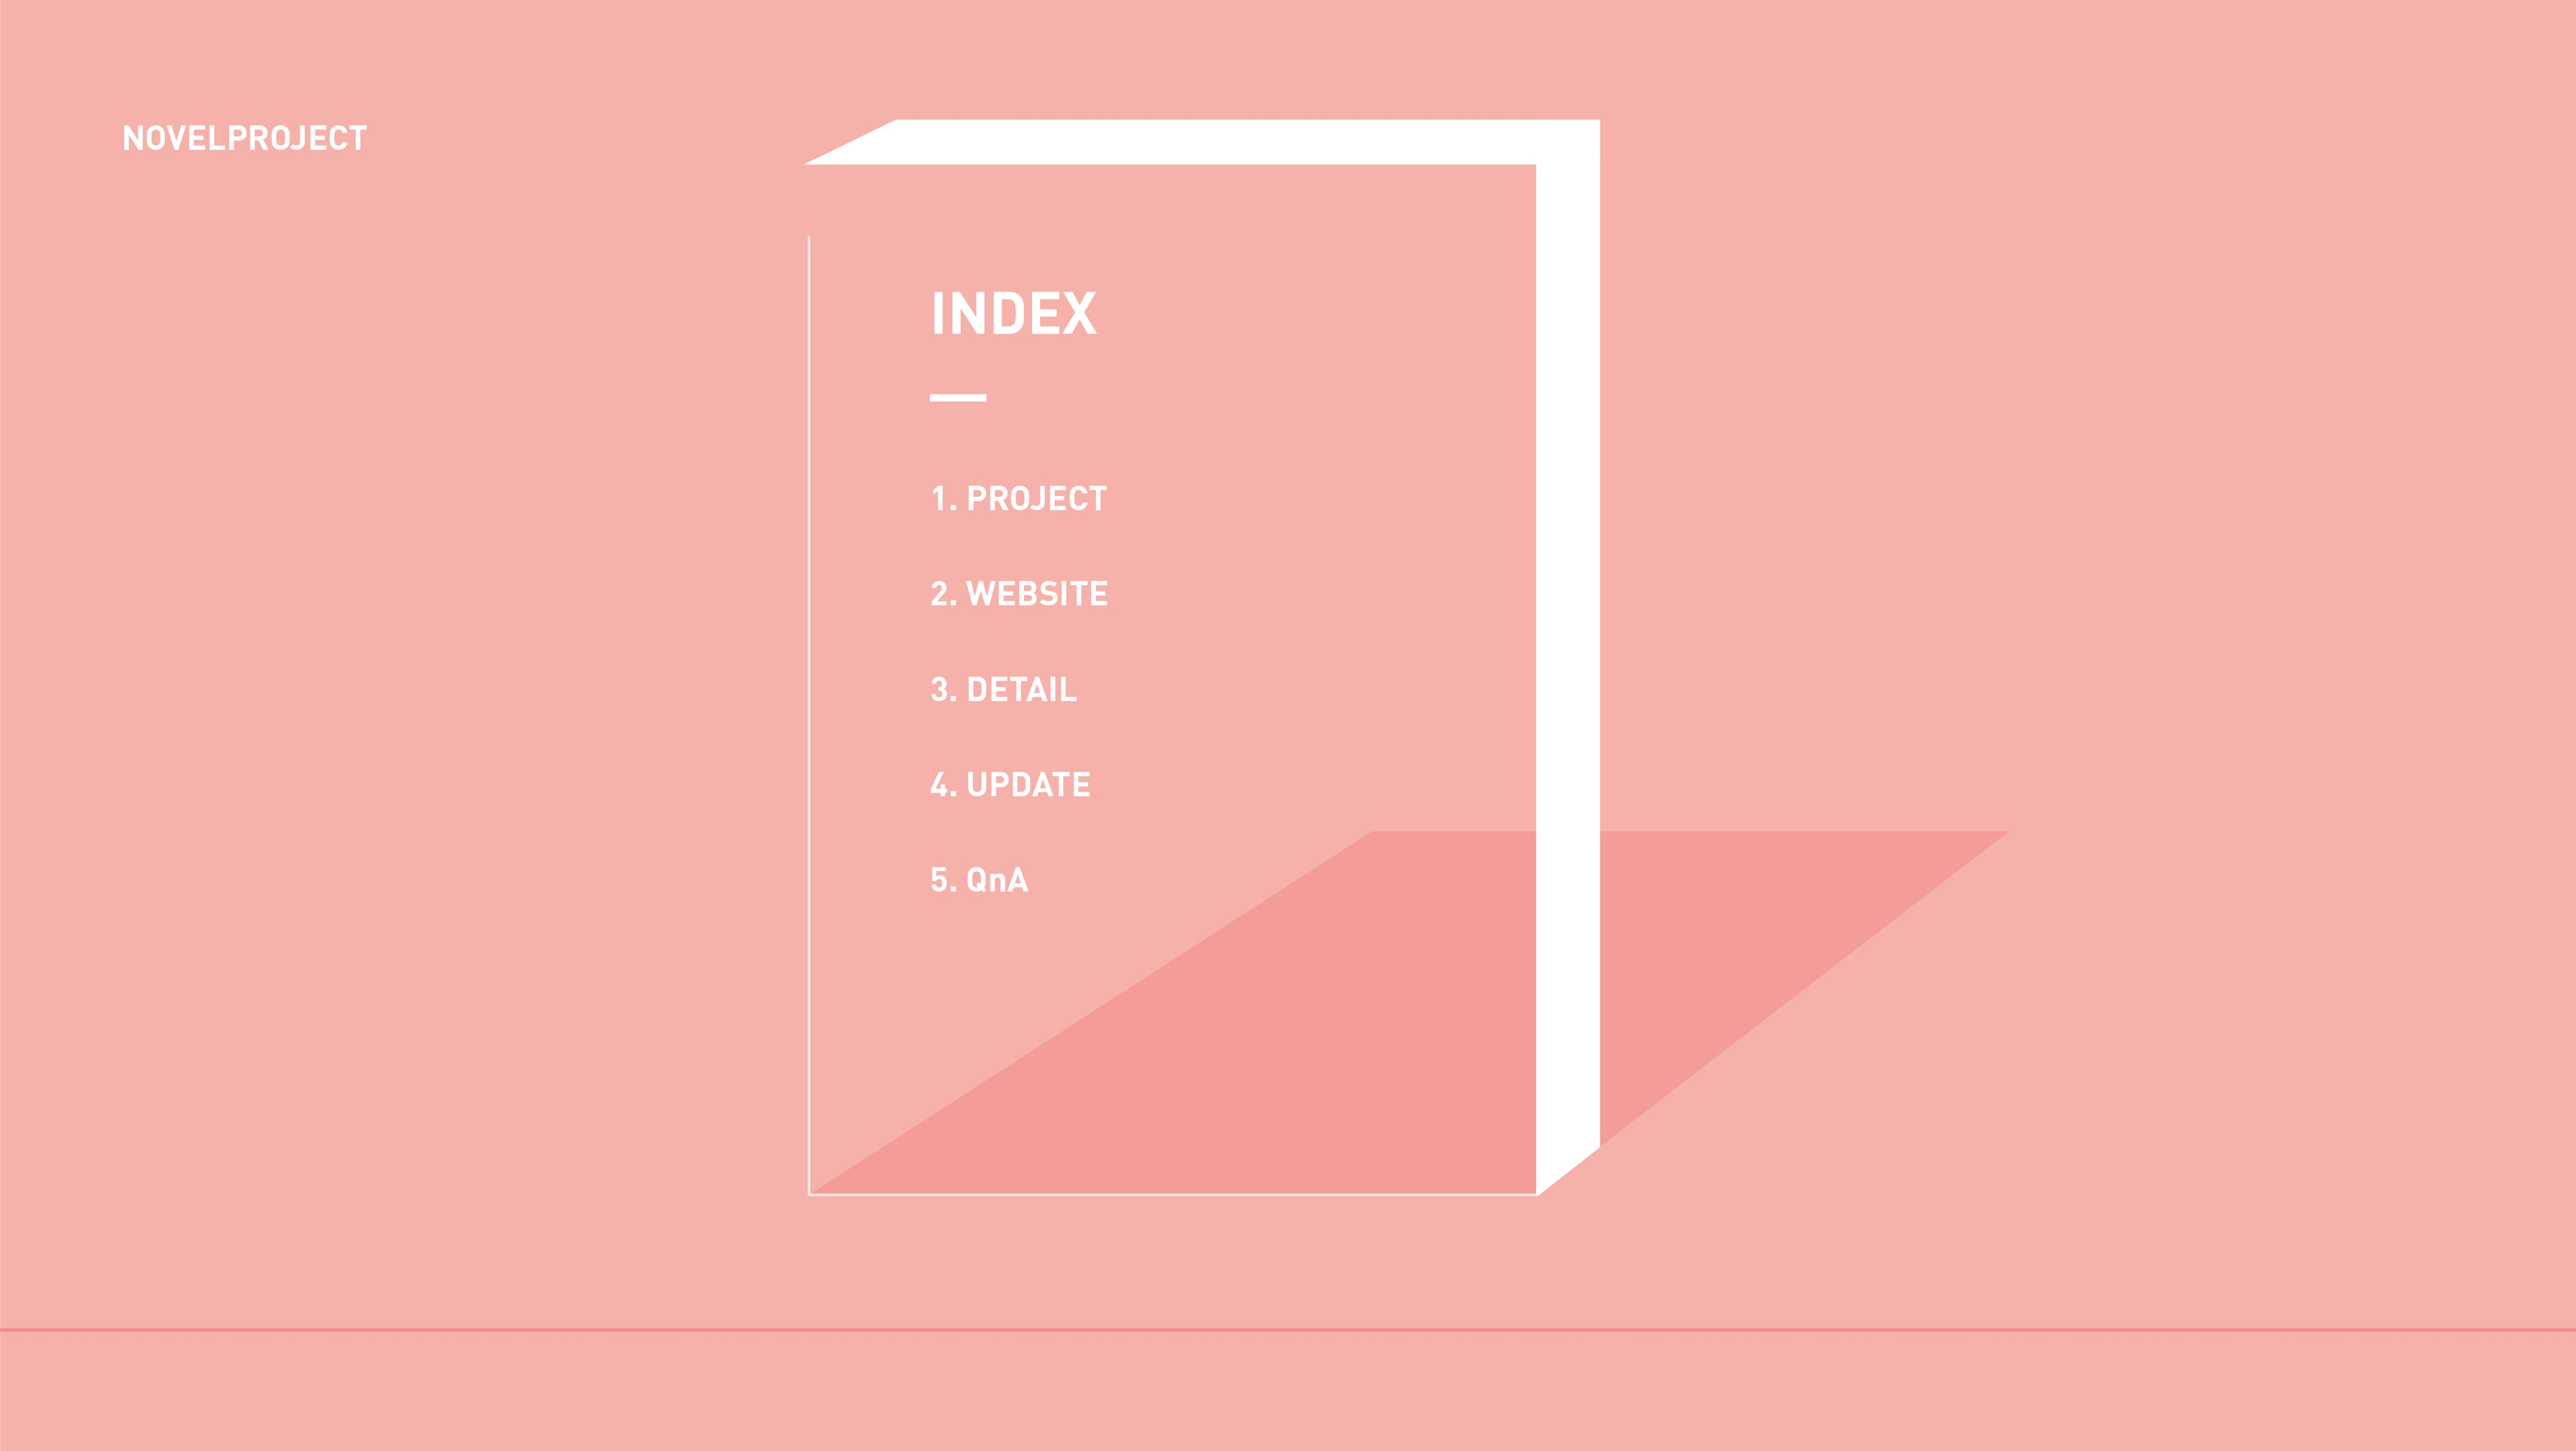 NOVELPROJECT
INDEX
1. PROJECT
2. WEBSITE
3. DETAIL
4. UPDATE
5. QnA